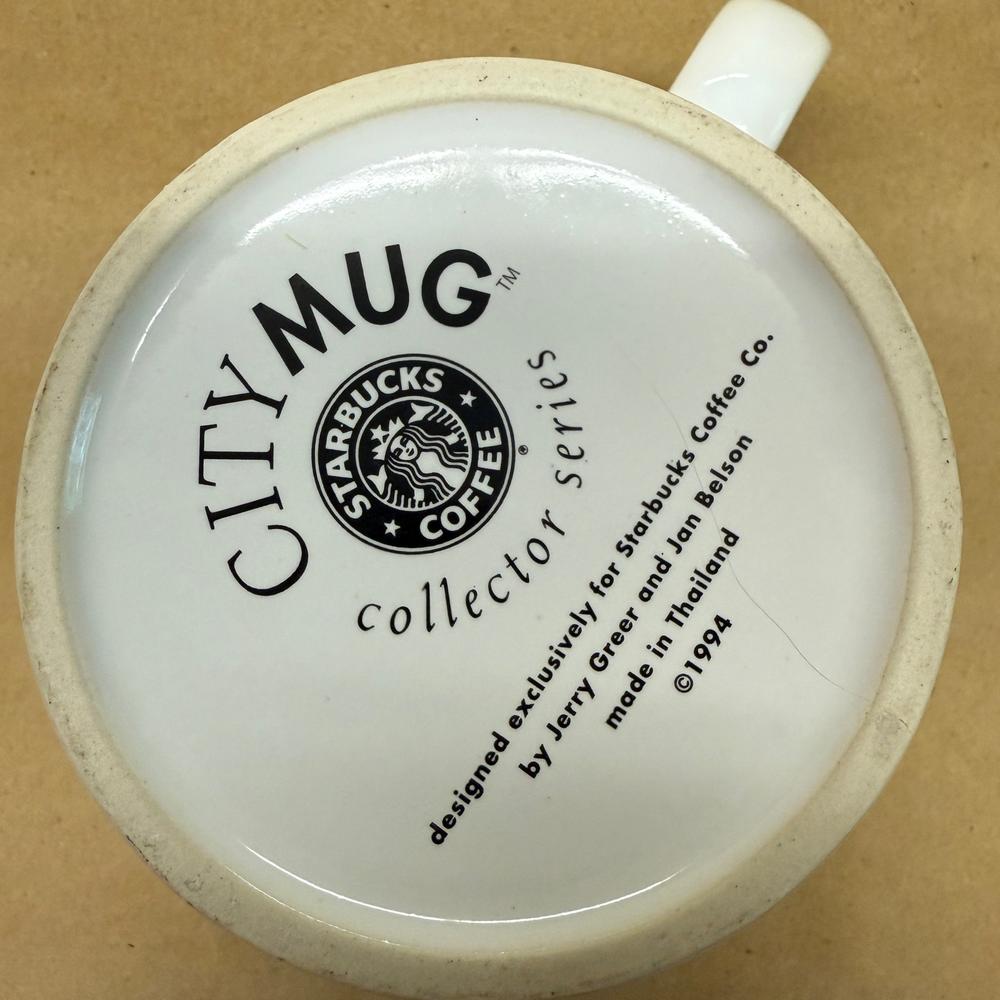 CITY MUG™
STARBUCKS COFFEE ®
collector series
designed exclusively for Starbucks Coffee Co.
by Jerry Greer and Jan Belson
made in Thailand
©1994